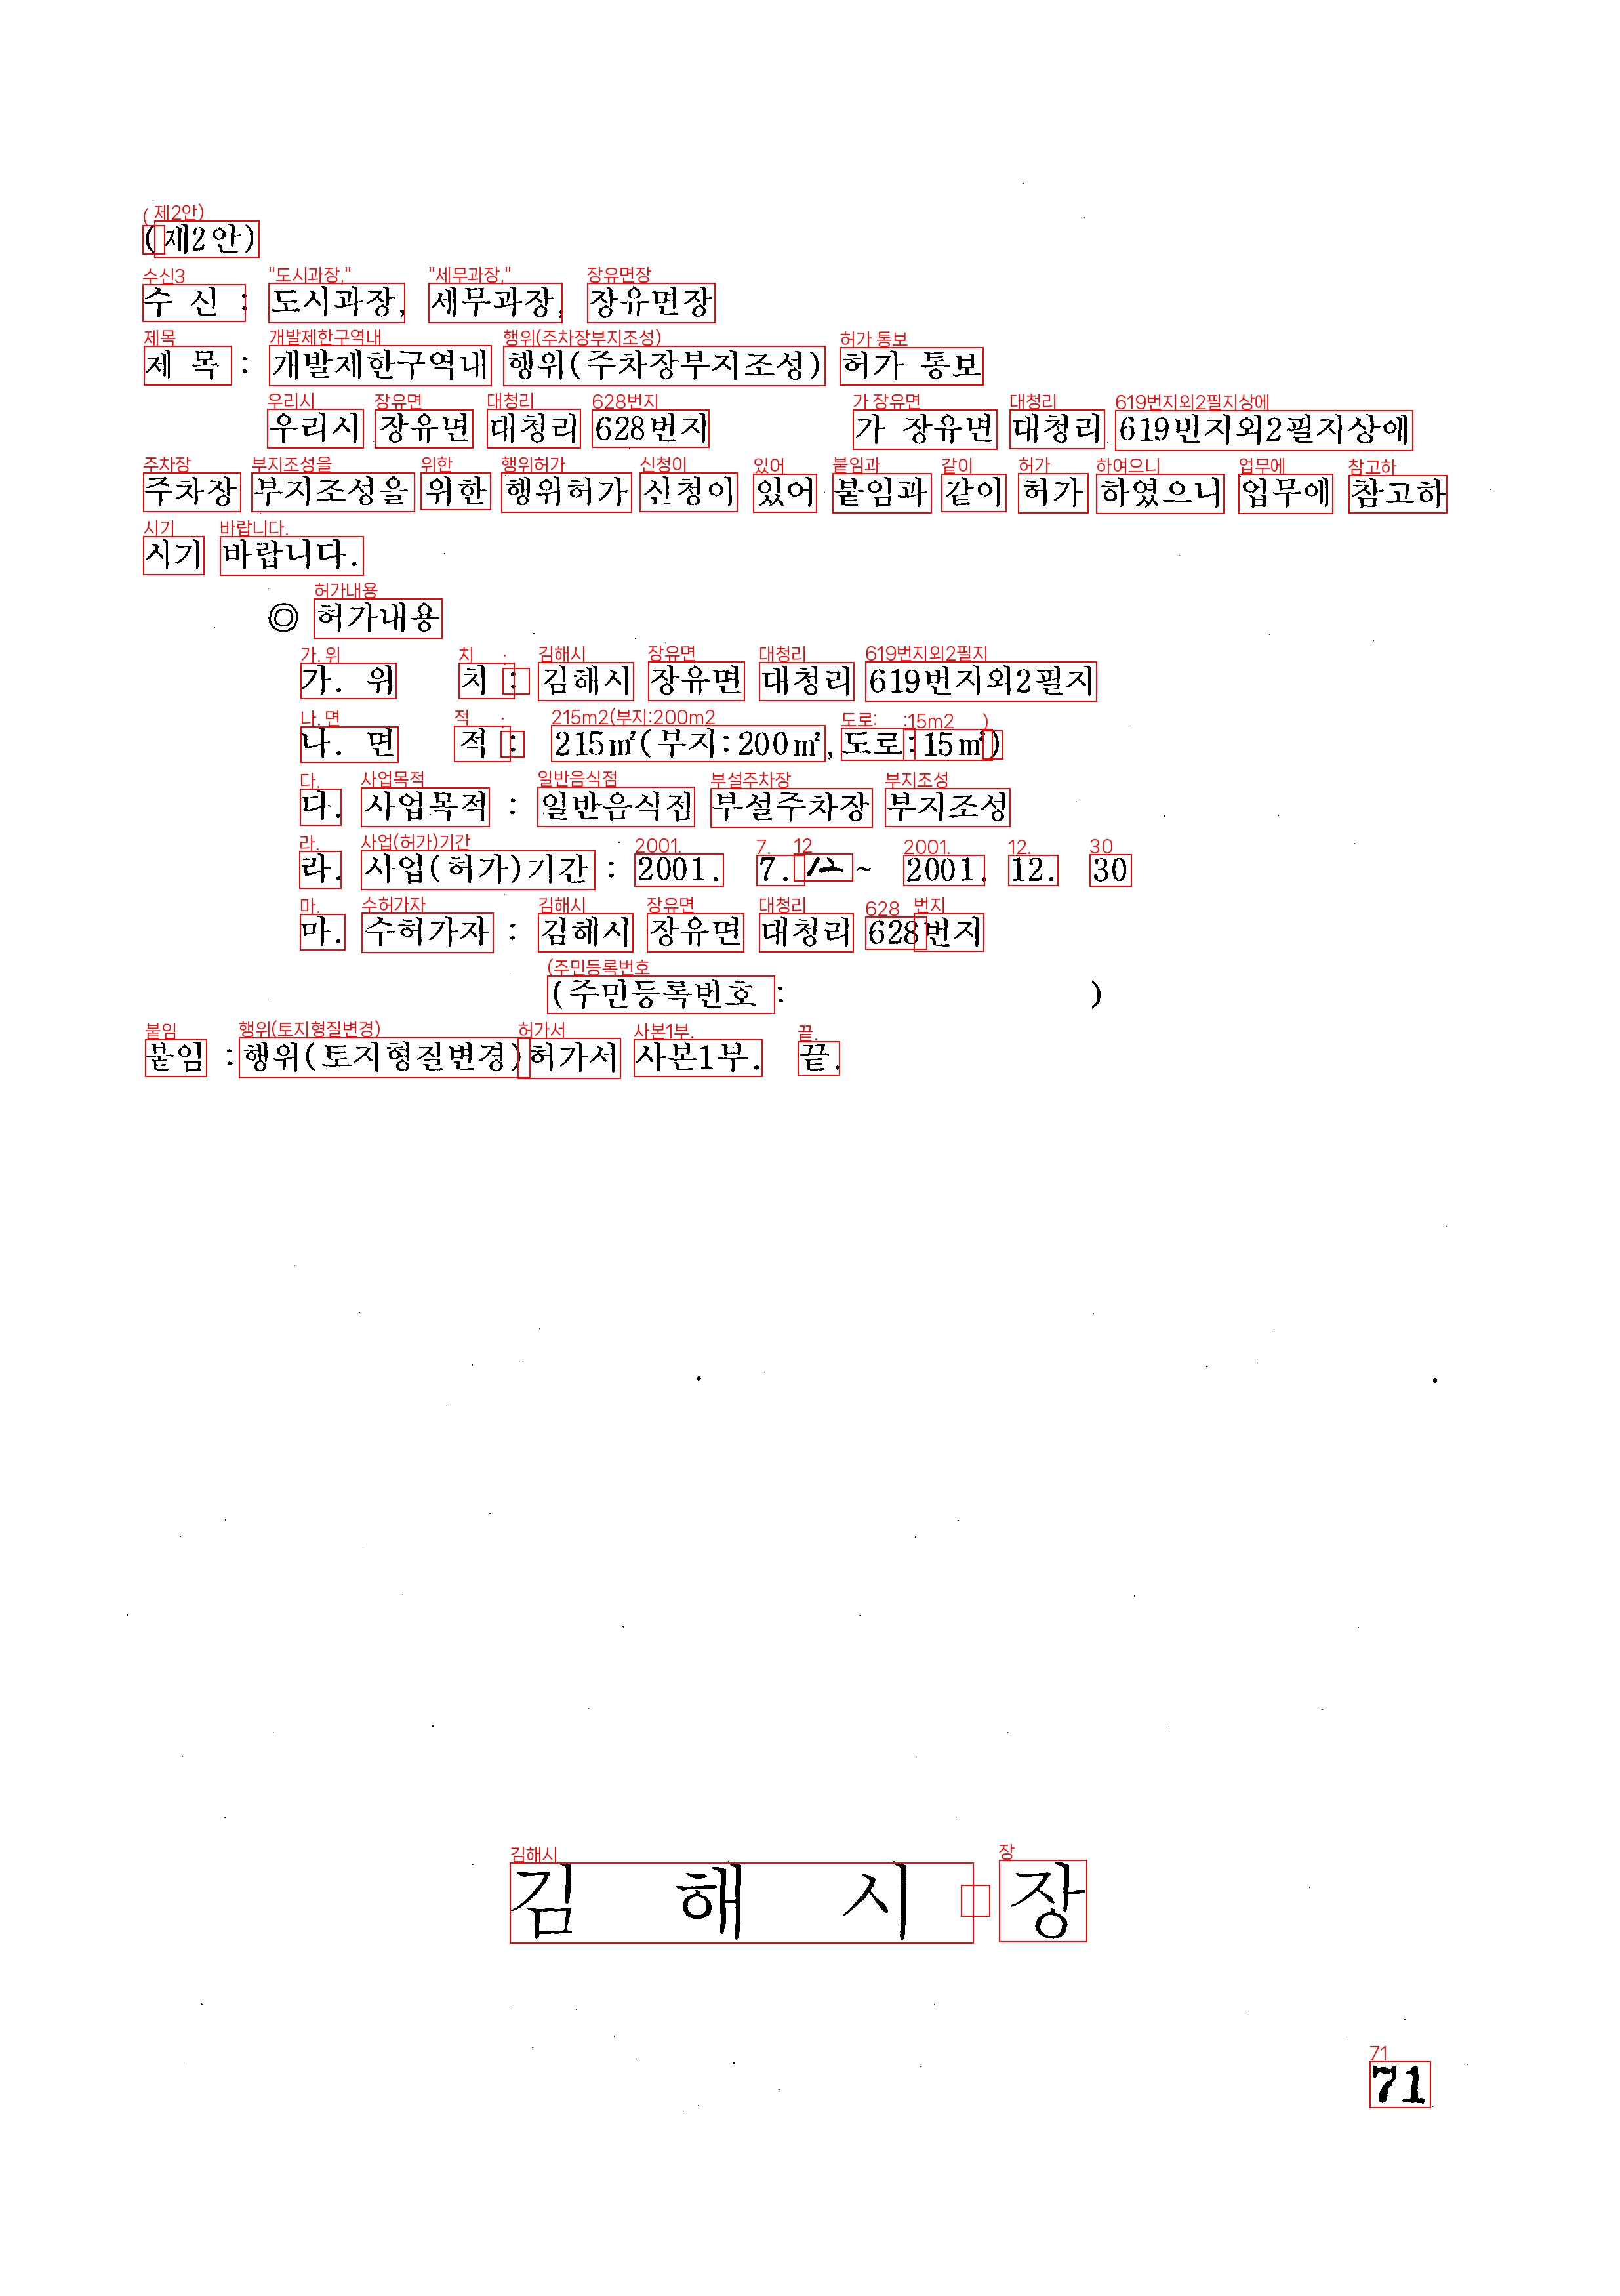 (제2안)
수 신 : 도시과장, 세무과장, 장유면장
제 목 : 개발제한구역내 행위(주차장부지조성) 허가 통보
우리시 장유면 대청리 628번지 가 장유면 대청리 619번지외2필지상에
주차장 부지조성을 위한 행위허가 신청이 있어 붙임과 같이 허가 하였으니 업무에 참고하
시기 바랍니다.
◎ 허가내용
가. 위 치 : 김해시 장유면 대청리 619번지외2필지
나. 면 적 : 215㎡(부지:200㎡, 도로:15㎡)
다. 사업목적 : 일반음식점 부설주차장 부지조성
라. 사업(허가)기간 : 2001. 7. 12 ~ 2001. 12. 30
마. 수허가자 : 김해시 장유면 대청리 628번지
(주민등록번호 : )
붙임 : 행위(토지형질변경)허가서 사본1부. 끝.
김 해 시 장
71